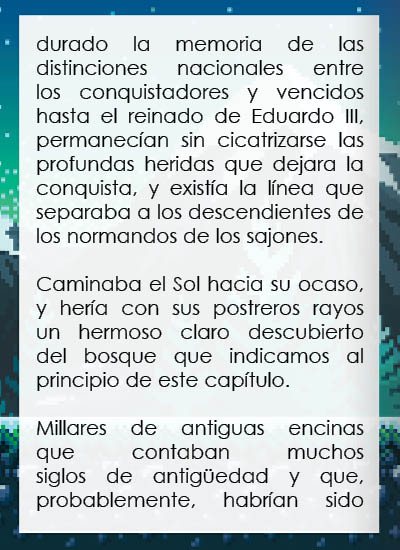 durado la memoria de las
distinciones nacionales entre
los conquistadores y vencidos
hasta el reinado de Eduardo III,
permanecían sin cicatrizarse las
profundas heridas que dejara la
conquista, y existía la línea que
separaba a los descendientes de
los normandos de los sajones.
Caminaba el Sol hacia su ocaso,
y hería con sus postreros rayos
un hermoso claro descubierto
del bosque que indicamos al
principio de este capítulo.
Millares de antiguas encinas
que contaban muchos
siglos de antigüedad y que,
probablemente, habrían sido